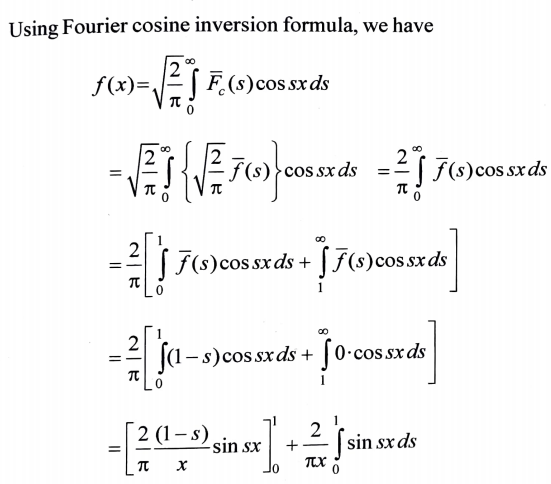 Using Fourier cosine inversion formula, we have
f(x)=√(2/π) ∫₀^∞ F̅_c(s) cos sx ds
= √(2/π) ∫₀^∞ {√(2/π) f̅(s)} cos sx ds = 2/π ∫₀^∞ f̅(s) cos sx ds
= 2/π [∫₀^1 f̅(s) cos sx ds + ∫₁^∞ f̅(s) cos sx ds]
= 2/π [∫₀^1 (1 – s) cos sx ds + ∫₁^∞ 0·cos sx ds]
= [2/π (1 – s)/x sin sx]₀^1 + 2/πx ∫₀^1 sin sx ds